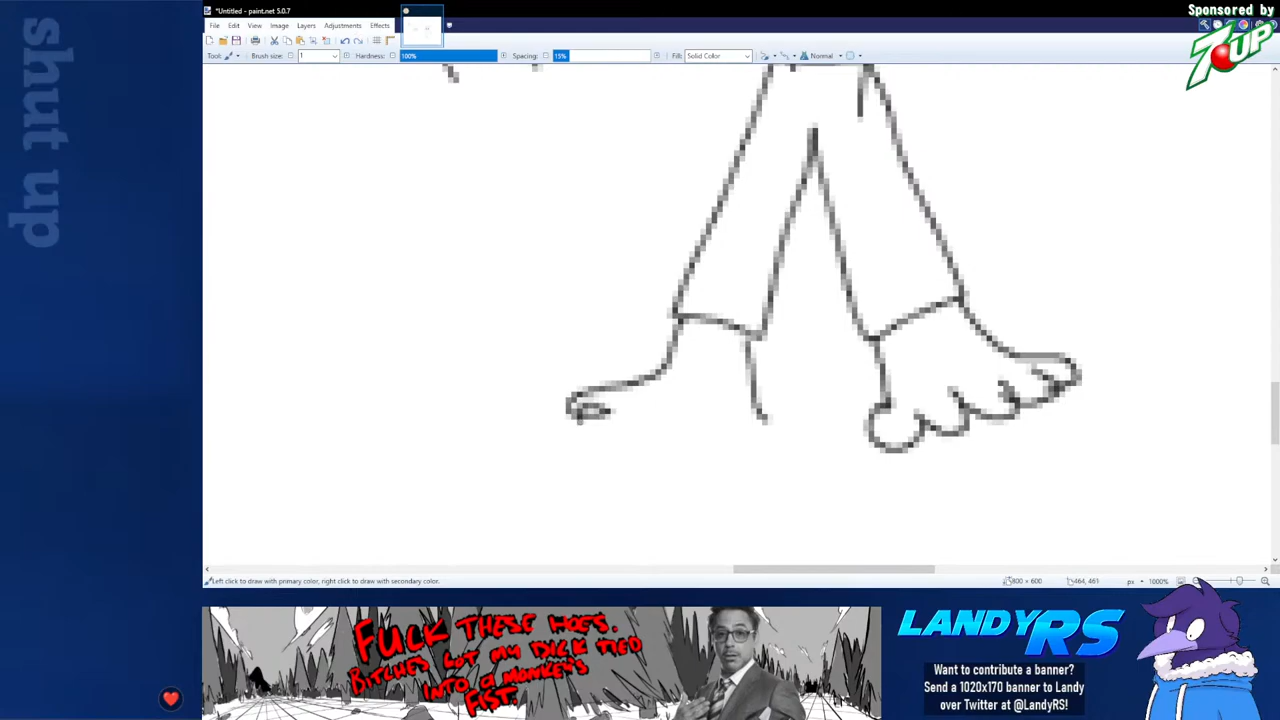 *Untitled - paint.net 5.0.7
File Edit View Image Layers Adjustments Effects
Tool: Brush size: 1 Hardness: 100% Spacing: 15% Fill: Solid Color Normal
Sponsored by
7UP
shut up
Left click to draw with primary color, right click to draw with secondary color.
800 × 600
464, 461
px
1000%
FUCK THESE HOES.
BITCHES GOT MY DICK TIED
INTO A MONKEY'S
FIST.
LANDYRS
Want to contribute a banner?
Send a 1020x170 banner to Landy
over Twitter at @LandyRS!